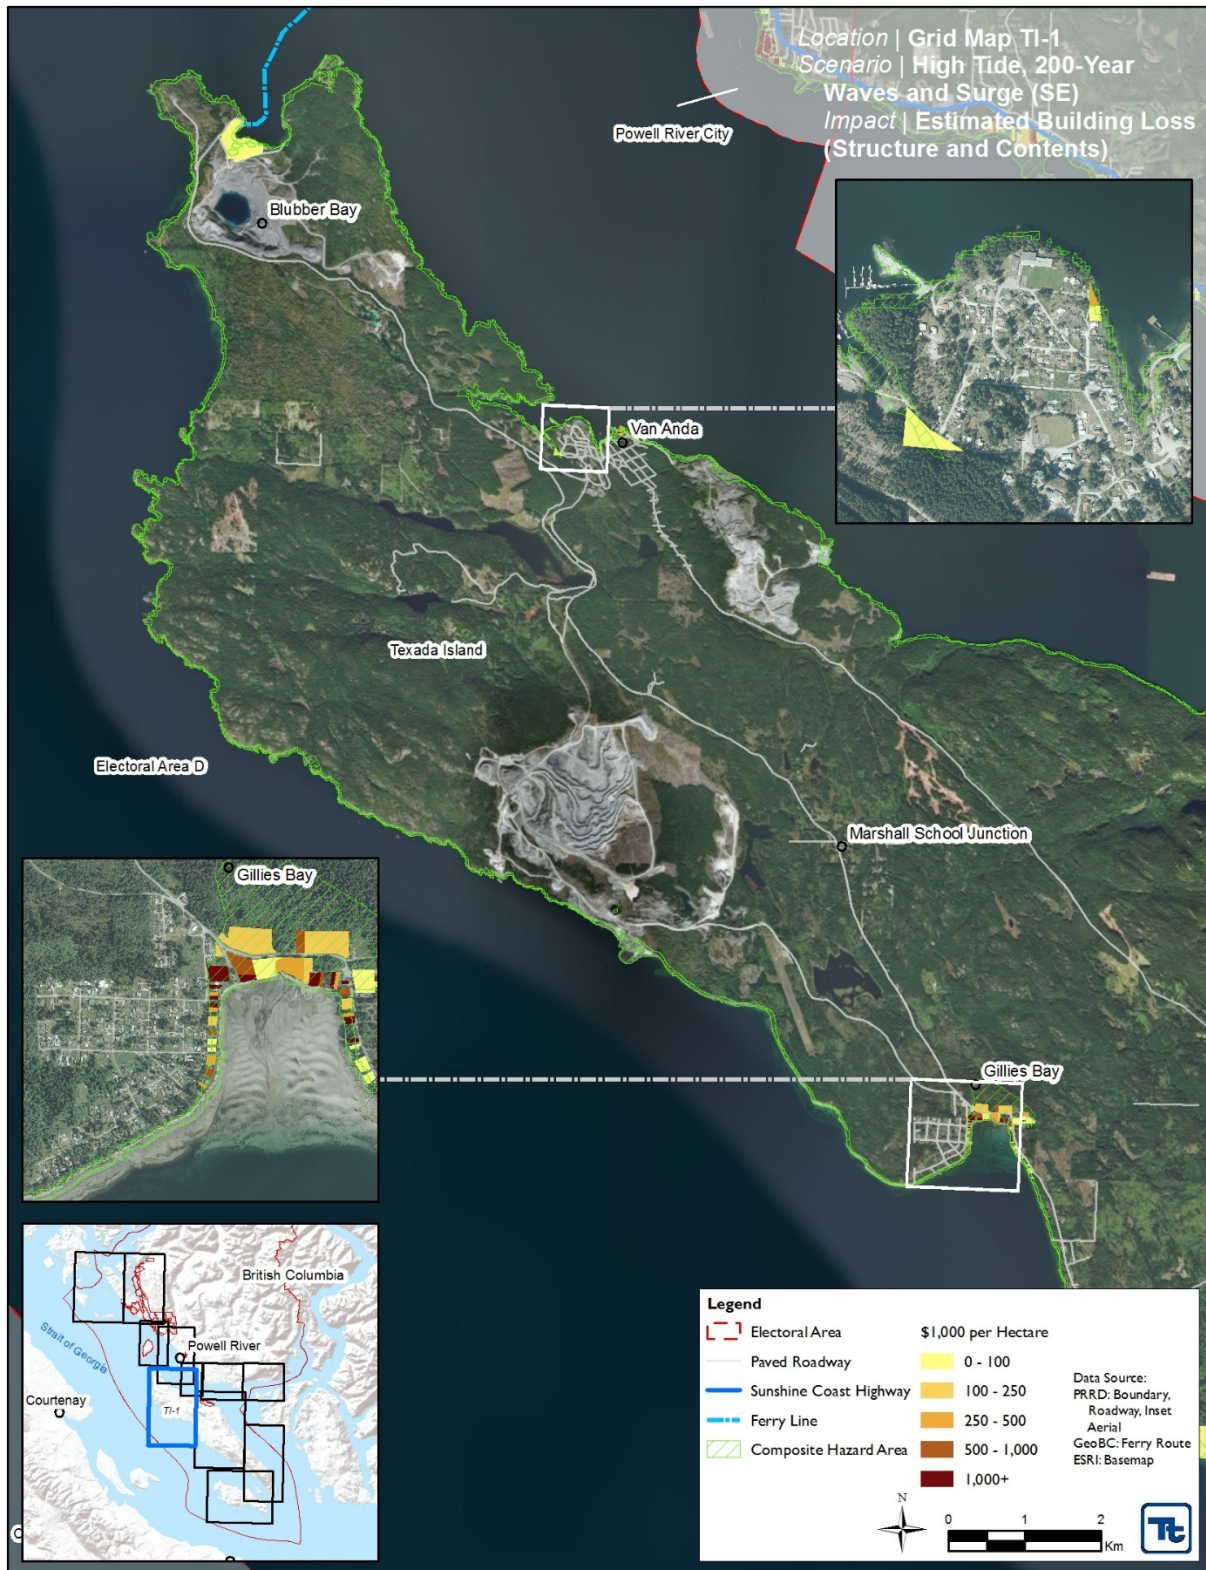 Location | Grid Map TI-1
Scenario | High Tide, 200-Year
Waves and Surge (SE)
Impact | Estimated Building Loss
(Structure and Contents)
Powell River City
Blubber Bay
Van Anda
Texada Island
Electoral Area D
Marshall School Junction
Gillies Bay
Gillies Bay
British Columbia
Strait of Georgia
Powell River
Courtenay
TI-1
Legend
Electoral Area
Paved Roadway
Sunshine Coast Highway
Ferry Line
Composite Hazard Area
$1,000 per Hectare
0 - 100
100 - 250
250 - 500
500 - 1,000
1,000+
Data Source:
PRRD: Boundary,
Roadway, Inset
Aerial
GeoBC: Ferry Route
ESRI: Basemap
N
0 1 2
Km
Tt